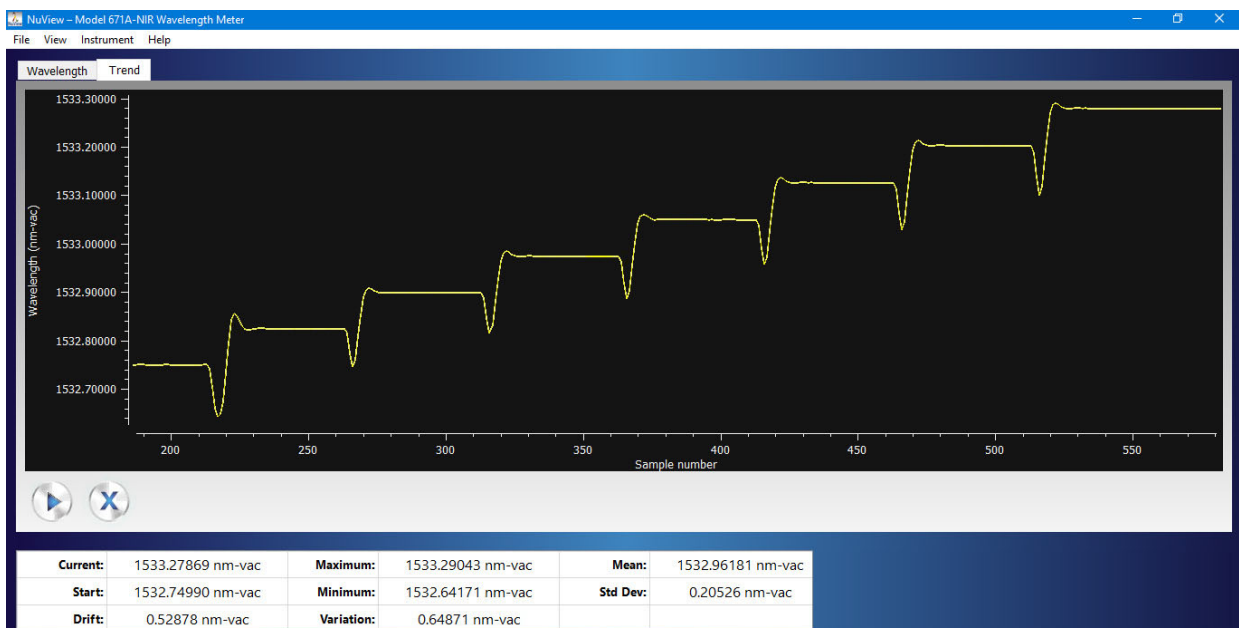 NuView – Model 671A-NIR Wavelength Meter
File View Instrument Help
Wavelength Trend
1533.30000
1533.20000
1533.10000
1533.00000
1532.90000
1532.80000
1532.70000
Wavelength (nm-vac)
200 250 300 350 400 450 500 550
Sample number
Current: 1533.27869 nm-vac Maximum: 1533.29043 nm-vac Mean: 1532.96181 nm-vac
Start: 1532.74990 nm-vac Minimum: 1532.64171 nm-vac Std Dev: 0.20526 nm-vac
Drift: 0.52878 nm-vac Variation: 0.64871 nm-vac